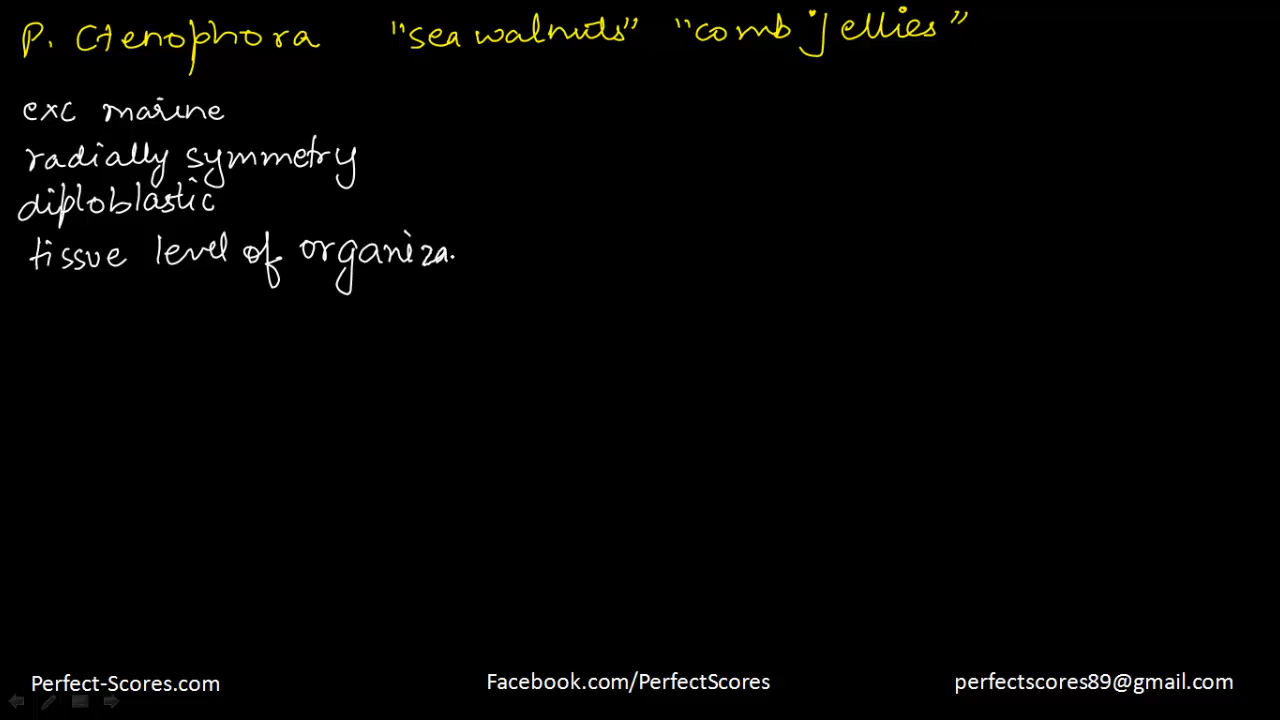 P. Ctenophora "sea walnuts" "comb jellies"
exc marine
radially symmetry
diploblastic
tissue level of organiza.
Perfect-Scores.com Facebook.com/PerfectScores perfectscores89@gmail.com